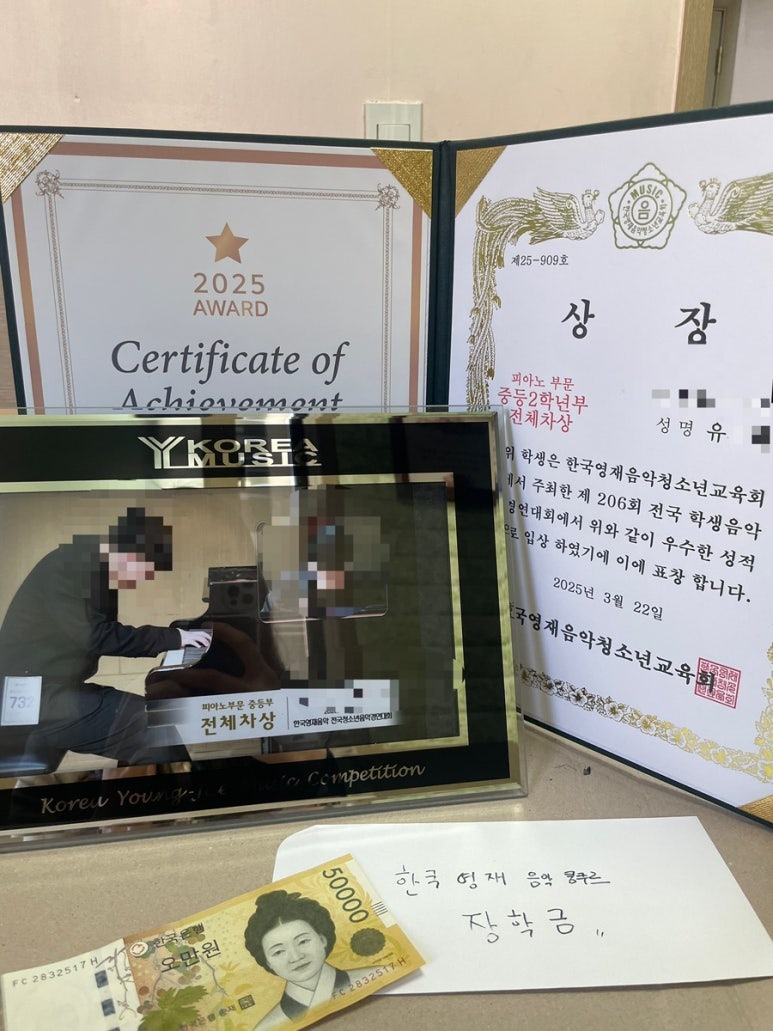 2025
AWARD
Certificate of
Achievement
MUSIC
음
제25-909호
상 장
피아노 부문
중등2학년부
전체차상
성명 유
위 학생은 한국영재음악청소년교육회
에서 주최한 제 206회 전국 학생음악
경연대회에서 위와 같이 우수한 성적
으로 입상 하였기에 이에 표창 합니다.
2025년 3월 22일
한국영재음악청소년교육회
KOREA
MUSIC
732
피아노부문 중등부
전체차상
한국영재음악 전국청소년음악경연대회
Korea Competition
한국 영재 음악 콩쿠르
장학금
50000
한국은행
오만원
FC 2832517 H
FC 2832517 H